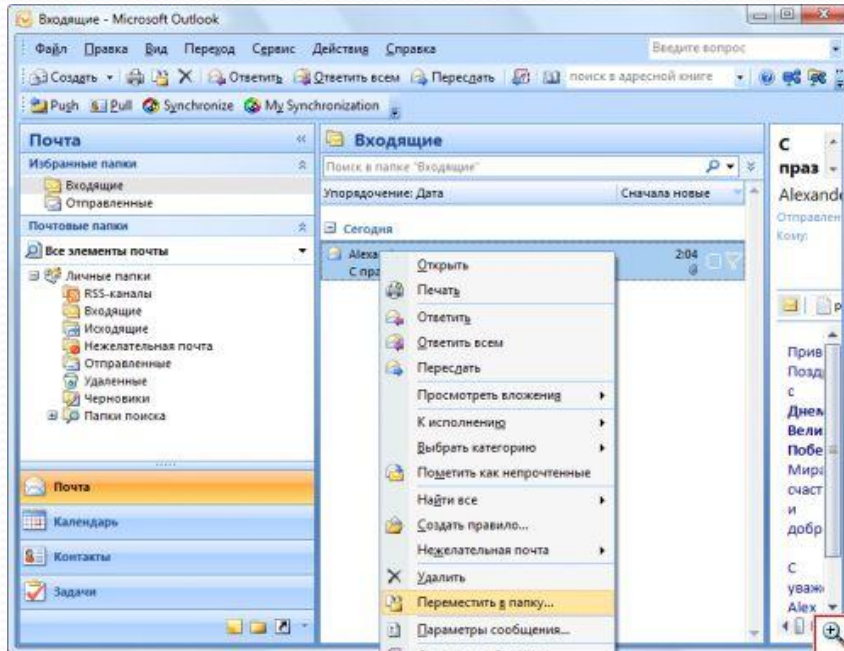 Входящие - Microsoft Outlook
Файл Правка Вид Переход Сервис Действия Справка Введите вопрос
Создать Ответить Ответить всем Переслать поиск в адресной книге
Push Pull Synchronize My Synchronization
Почта
Избранные папки
Входящие
Отправленные
Почтовые папки
Все элементы почты
Личные папки
RSS-каналы
Входящие
Исходящие
Нежелательная почта
Отправленные
Удаленные
Черновики
Папки поиска
Почта
Календарь
Контакты
Задачи
Входящие
Поиск в папке "Входящие"
Упорядочение: Дата Сначала новые
Сегодня
Alexa 2:04
С пра
Открыть
Печать
Ответить
Ответить всем
Переслать
Просмотреть вложения
К исполнению
Выбрать категорию
Пометить как непрочтенные
Найти все
Создать правило...
Нежелательная почта
Удалить
Переместить в папку...
Параметры сообщения...
С
праз
Alexande
Отправлен
Кому:
Прив
Позд
с
Днем
Вели
Побе
Мира
счаст
и
добр
С
уваж
Alex